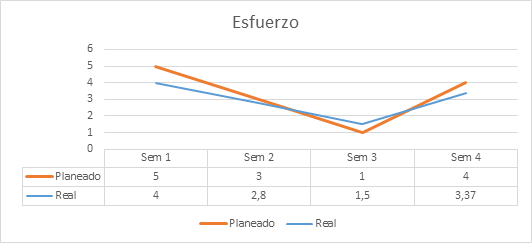 Esfuerzo
6
5
4
3
2
1
0
Sem 1 Sem 2 Sem 3 Sem 4
Planeado 5 3 1 4
Real 4 2,8 1,5 3,37
Planeado Real